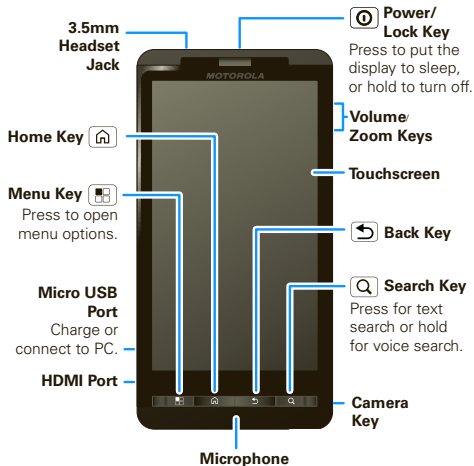 3.5mm
Headset
Jack
Power/
Lock Key
Press to put the
display to sleep,
or hold to turn off.
MOTOROLA
Volume/
Zoom Keys
Home Key
Touchscreen
Menu Key
Press to open
menu options.
Back Key
Micro USB
Port
Charge or
connect to PC.
Search Key
Press for text
search or hold
for voice search.
HDMI Port
Camera
Key
Microphone